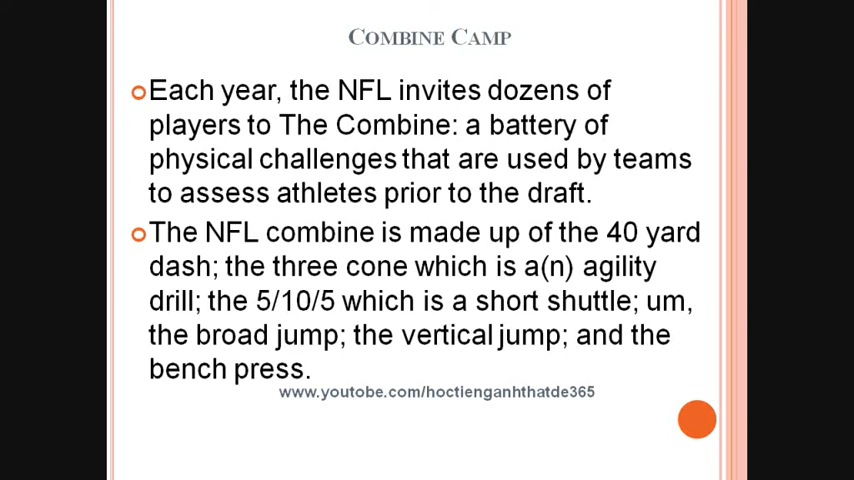 COMBINE CAMP
Each year, the NFL invites dozens of
players to The Combine: a battery of
physical challenges that are used by teams
to assess athletes prior to the draft.
The NFL combine is made up of the 40 yard
dash; the three cone which is a(n) agility
drill; the 5/10/5 which is a short shuttle; um,
the broad jump; the vertical jump; and the
bench press.
www.youtube.com/hoctienganhthatde365